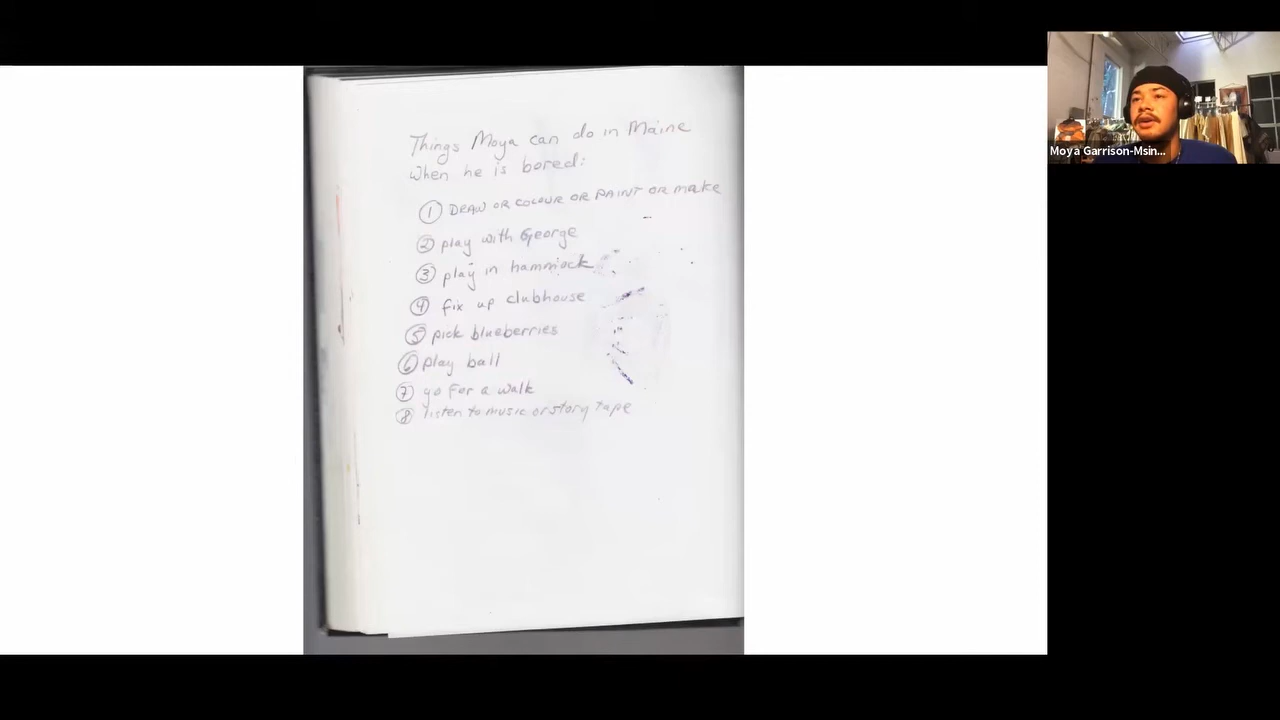 Things Moya can do in Maine
when he is bored:
① DRAW OR COLOUR OR PAINT OR MAKE
② play with George
③ play in hammock
④ fix up clubhouse
⑤ pick blueberries
⑥ play ball
⑦ go for a walk
⑧ listen to music or story tape
Moya Garrison-Msin...